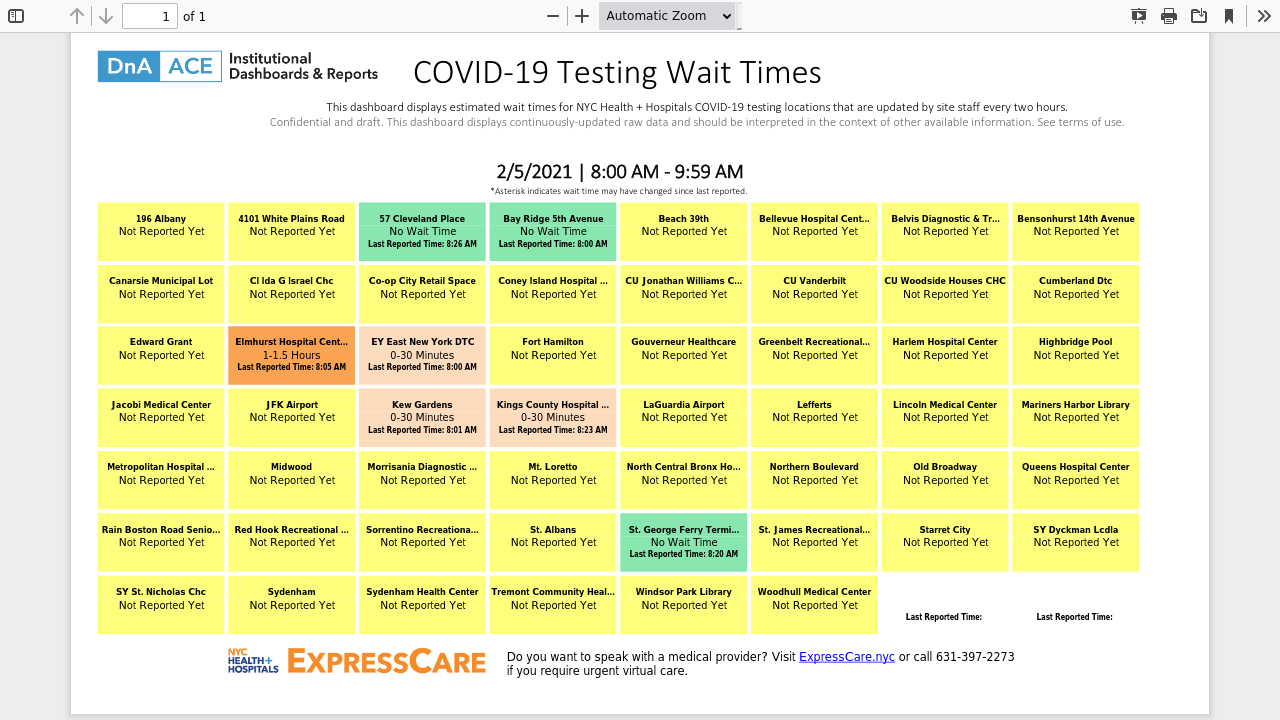 1 of 1 Automatic Zoom
DnA ACE Institutional
Dashboards & Reports
COVID-19 Testing Wait Times
This dashboard displays estimated wait times for NYC Health + Hospitals COVID-19 testing locations that are updated by site staff every two hours.
Confidential and draft. This dashboard displays continuously-updated raw data and should be interpreted in the context of other available information. See terms of use.
2/5/2021 | 8:00 AM - 9:59 AM
*Asterisk indicates wait time may have changed since last reported.
196 Albany 4101 White Plains Road 57 Cleveland Place Bay Ridge 5th Avenue Beach 39th Bellevue Hospital Cent... Belvis Diagnostic & Tr... Bensonhurst 14th Avenue
Not Reported Yet Not Reported Yet No Wait Time No Wait Time Not Reported Yet Not Reported Yet Not Reported Yet Not Reported Yet
Last Reported Time: 8:26 AM Last Reported Time: 8:00 AM
Canarsie Municipal Lot CI Ida G Israel Chc Co-op City Retail Space Coney Island Hospital ... CU Jonathan Williams C... CU Vanderbilt CU Woodside Houses CHC Cumberland Dtc
Not Reported Yet Not Reported Yet Not Reported Yet Not Reported Yet Not Reported Yet Not Reported Yet Not Reported Yet Not Reported Yet
Edward Grant Elmhurst Hospital Cent... EY East New York DTC Fort Hamilton Gouverneur Healthcare Greenbelt Recreational... Harlem Hospital Center Highbridge Pool
Not Reported Yet 1-1.5 Hours 0-30 Minutes Not Reported Yet Not Reported Yet Not Reported Yet Not Reported Yet Not Reported Yet
Last Reported Time: 8:05 AM Last Reported Time: 8:00 AM
Jacobi Medical Center JFK Airport Kew Gardens Kings County Hospital ... LaGuardia Airport Lefferts Lincoln Medical Center Mariners Harbor Library
Not Reported Yet Not Reported Yet 0-30 Minutes 0-30 Minutes Not Reported Yet Not Reported Yet Not Reported Yet Not Reported Yet
Last Reported Time: 8:01 AM Last Reported Time: 8:23 AM
Metropolitan Hospital ... Midwood Morrisania Diagnostic ... Mt. Loretto North Central Bronx Ho... Northern Boulevard Old Broadway Queens Hospital Center
Not Reported Yet Not Reported Yet Not Reported Yet Not Reported Yet Not Reported Yet Not Reported Yet Not Reported Yet Not Reported Yet
Rain Boston Road Senio... Red Hook Recreational ... Sorrentino Recreationa... St. Albans St. George Ferry Termi... St. James Recreational... Starret City SY Dyckman Lcdla
Not Reported Yet Not Reported Yet Not Reported Yet Not Reported Yet No Wait Time Not Reported Yet Not Reported Yet Not Reported Yet
Last Reported Time: 8:20 AM
SY St. Nicholas Chc Sydenham Sydenham Health Center Tremont Community Heal... Windsor Park Library Woodhull Medical Center
Not Reported Yet Not Reported Yet Not Reported Yet Not Reported Yet Not Reported Yet Not Reported Yet
Last Reported Time: Last Reported Time:
NYC
HEALTH+
HOSPITALS
EXPRESSCARE
Do you want to speak with a medical provider? Visit ExpressCare.nyc or call 631-397-2273
if you require urgent virtual care.